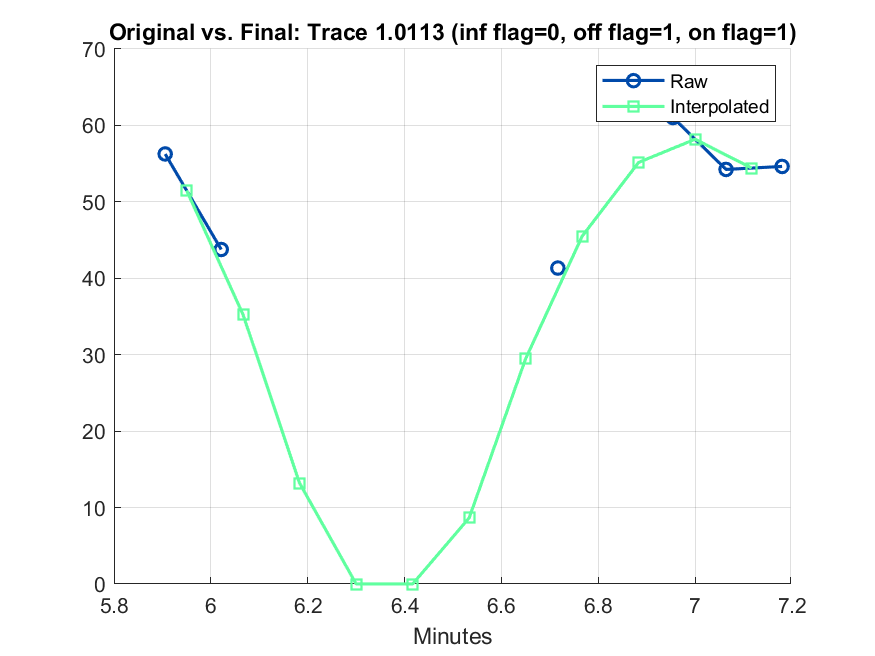 Original vs. Final: Trace 1.0113 (inf flag=0, off flag=1, on flag=1)
70
60
50
40
30
20
10
0
Raw
Interpolated
5.8 6 6.2 6.4 6.6 6.8 7 7.2
Minutes